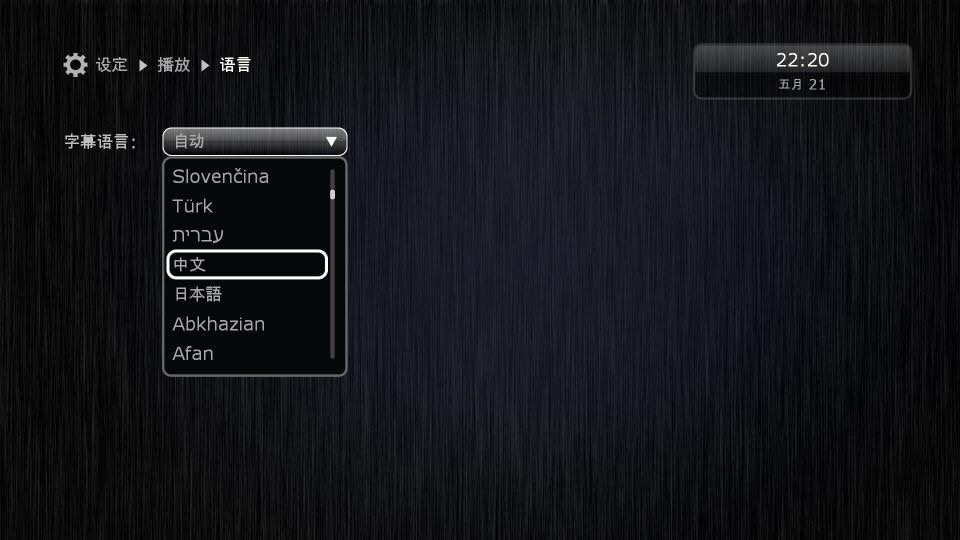 设定 ▶ 播放 ▶ 语言
22:20
五月 21
字幕语言: 自动 ▼
Slovenčina
Türk
עברית
中文
日本語
Abkhazian
Afan